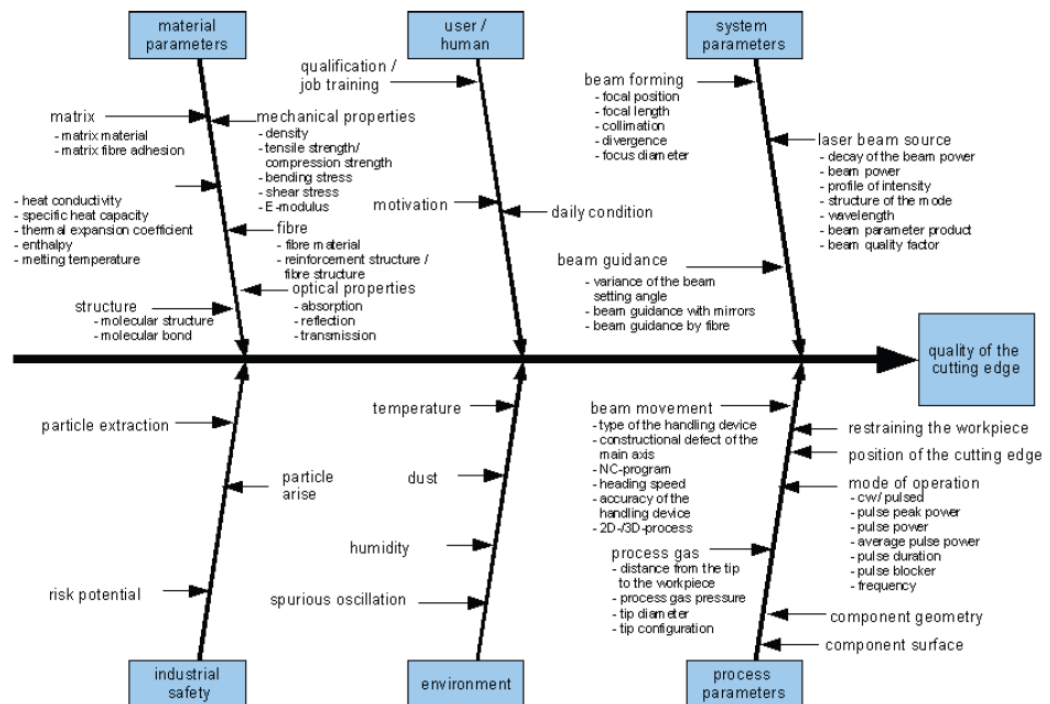 material
parameters
user /
human
system
parameters
qualification /
job training
matrix
- matrix material
- matrix fibre adhesion
mechanical properties
- density
- tensile strength/
compression strength
- bending stress
- shear stress
- E-modulus
- heat conductivity
- specific heat capacity
- thermal expansion coefficient
- enthalpy
- melting temperature
fibre
- fibre material
- reinforcement structure /
fibre structure
structure
- molecular structure
- molecular bond
optical properties
- absorption
- reflection
- transmission
motivation
daily condition
beam forming
- focal position
- focal length
- collimation
- divergence
- focus diameter
laser beam source
- decay of the beam power
- beam power
- profile of intensity
- structure of the mode
- wavelength
- beam parameter product
- beam quality factor
beam guidance
- variance of the beam
setting angle
- beam guidance with mirrors
- beam guidance by fibre
quality of the
cutting edge
particle extraction
particle
arise
risk potential
temperature
dust
humidity
spurious oscillation
beam movement
- type of the handling device
- constructional defect of the
main axis
- NC-program
- heading speed
- accuracy of the
handling device
- 2D-/3D-process
restraining the workpiece
position of the cutting edge
mode of operation
- cw/ pulsed
- pulse peak power
- pulse power
- average pulse power
- pulse duration
- pulse blocker
- frequency
process gas
- distance from the tip
to the workpiece
- process gas pressure
- tip diameter
- tip configuration
component geometry
component surface
industrial
safety
environment
process
parameters